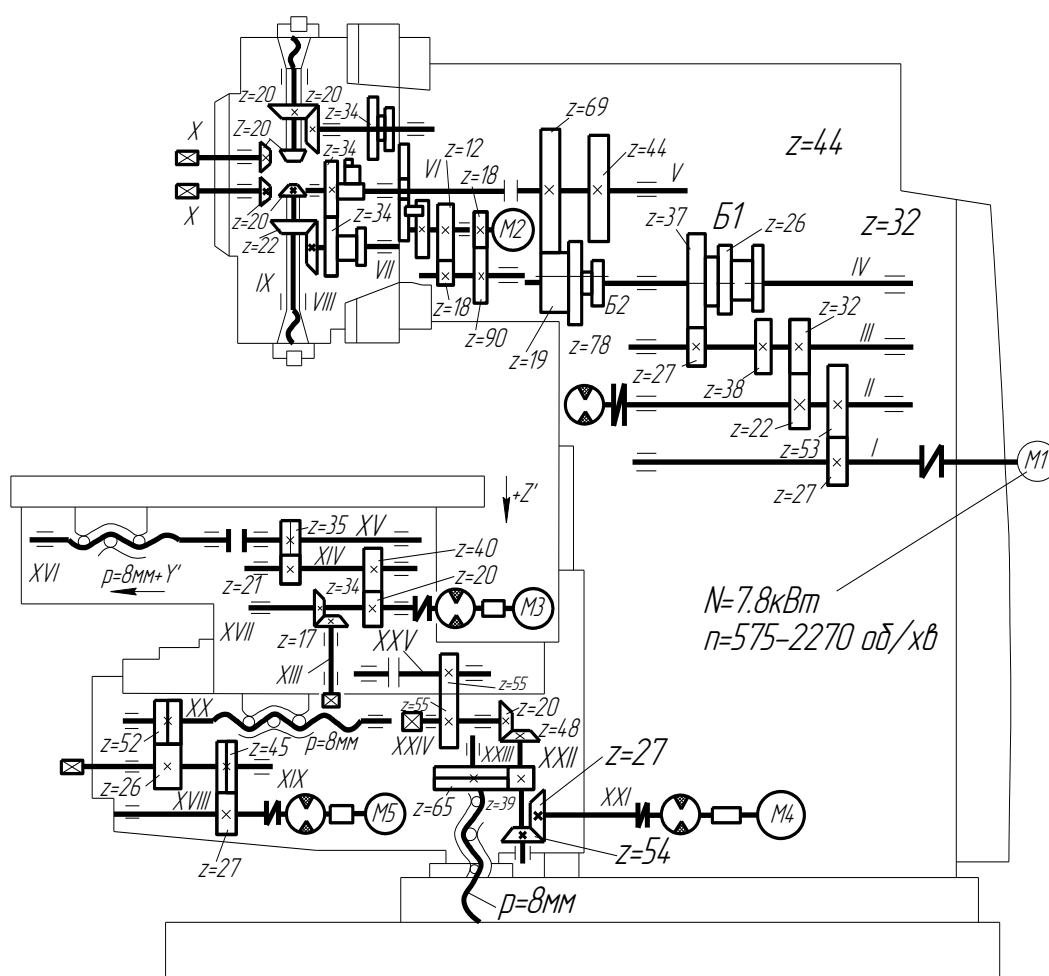 z=20
z=20
z=34
z=69
z=44
X
z=20
z=34
VI
z=12
z=44
z=18
V
X
z=20
z=22
z=34
M2
z=37
Б1
z=26
z=32
IX
VIII
VII
z=18
Б2
IV
z=90
z=19
z=78
z=32
III
z=27
z=38
II
z=22
z=53
I
M1
z=27
+Z'
z=35
XV
XIV
z=40
XVI
p=8мм+Y'
z=21
z=34
z=20
M3
N=7.8кВт
n=575-2270 об/хв
XVII
z=17
XIII
XXV
z=55
XX
z=55
z=20
z=52
p=8мм
XXIV
z=48
z=45
XXIII
XXII
z=27
z=26
XIX
z=65
z=39
XXI
XVIII
M5
M4
z=27
z=54
p=8мм